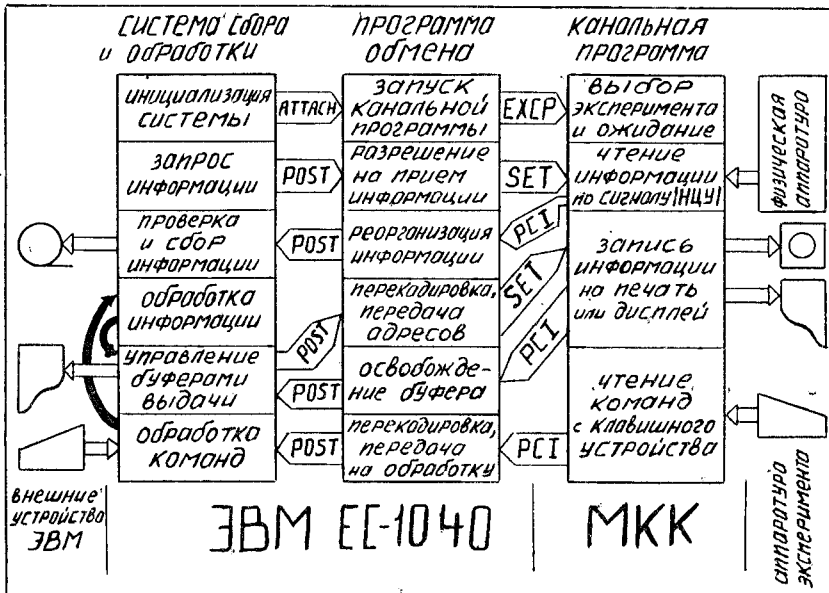 СИСТЕМА СБОРА
И ОБРАБОТКИ
ПРОГРАММА
ОБМЕНА
КАНАЛЬНАЯ
ПРОГРАММА
ИНИЦИАЛИЗАЦИЯ
СИСТЕМЫ
ATTACH
ЗАПУСК
КАНАЛЬНОЙ
ПРОГРАММЫ
EXCP
ВЫБОР
ЭКСПЕРИМЕНТА
И ОЖИДАНИЕ
ФИЗИЧЕСКАЯ
АППАРАТУРА
ЗАПРОС
ИНФОРМАЦИИ
POST
РАЗРЕШЕНИЕ
НА ПРИЕМ
ИНФОРМАЦИИ
SET
ЧТЕНИЕ
ИНФОРМАЦИИ
ПО СИГНАЛУ |НЦУ|
ПРОВЕРКА
И СБОР
ИНФОРМАЦИИ
POST
РЕОРГАНИЗАЦИЯ
ИНФОРМАЦИИ
PCI
ЗАПИСЬ
ИНФОРМАЦИИ
НА ПЕЧАТЬ
ИЛИ ДИСПЛЕЙ
ОБРАБОТКА
ИНФОРМАЦИИ
ПЕРЕКАДИРОВКА,
ПЕРЕДАЧА
АДРЕСОВ
SET
УПРАВЛЕНИЕ
БУФЕРАМИ
ВЫДАЧИ
POST
POST
ОСВОБОЖДЕ-
НИЕ БУФЕРА
PCI
ЧТЕНИЕ
КОМАНД
С КЛАВИШНОГО
УСТРОЙСТВА
ОБРАБОТКА
КОМАНД
POST
ПЕРЕКОДИРОВКА,
ПЕРЕДАЧА
НА ОБРАБОТКУ
PCI
ВНЕШНИЕ
УСТРОЙСТВО
ЭВМ
ЭВМ ЕС-1040
МКК
АППАРАТУРА
ЭКСПЕРИМЕНТА